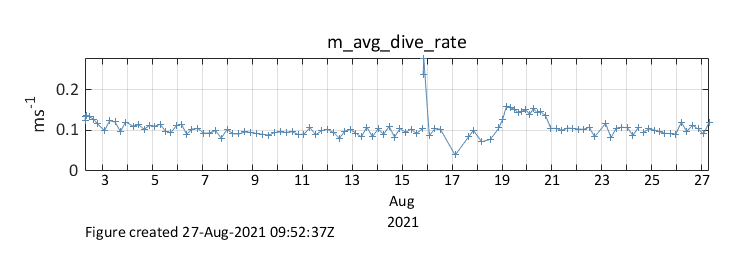 m_avg_dive_rate
ms-1
0.2
0.1
0
3 5 7 9 11 13 15 17 19 21 23 25 27
Aug
2021
Figure created 27-Aug-2021 09:52:37Z